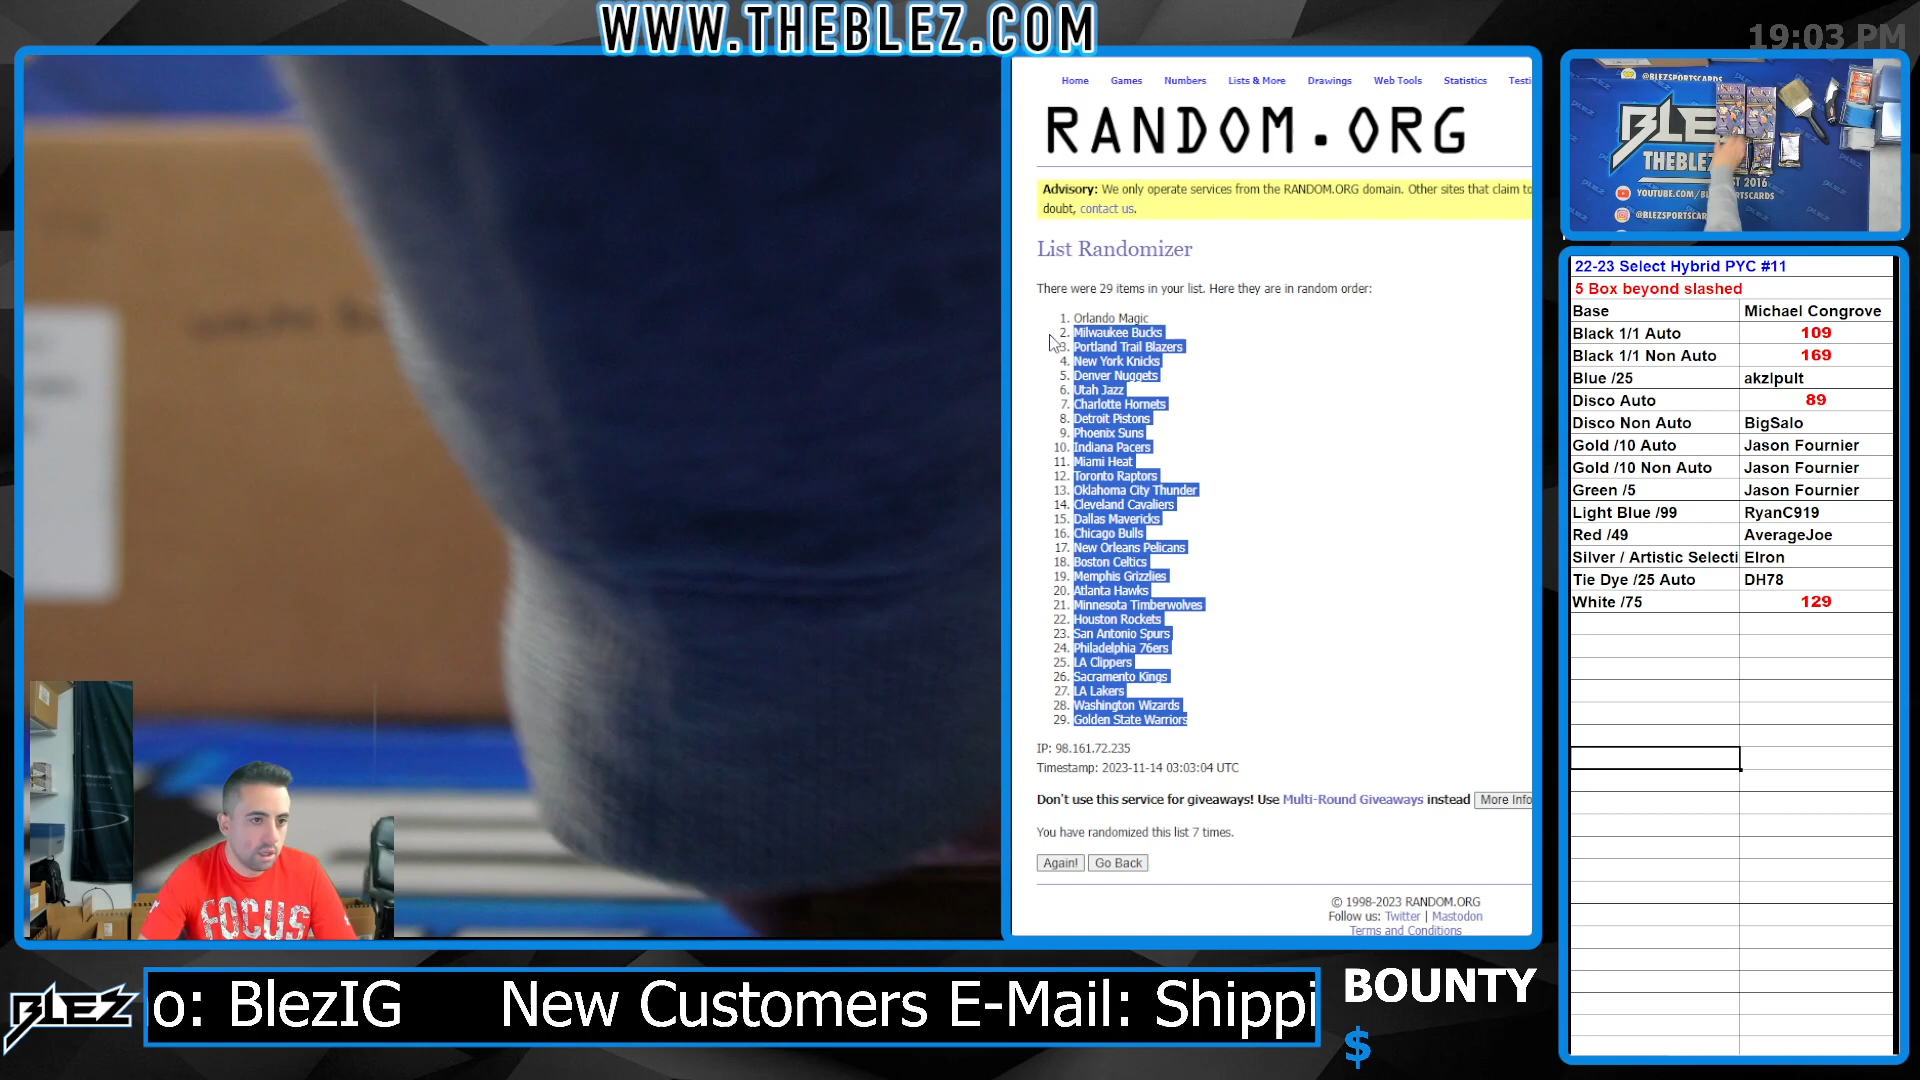 WWW.THEBLEZ.COM
19:03 PM
Home Games Numbers Lists & More Drawings Web Tools Statistics Testi
RANDOM.ORG
Advisory: We only operate services from the RANDOM.ORG domain. Other sites that claim to
doubt, contact us.
List Randomizer
There were 29 items in your list. Here they are in random order:
1. Orlando Magic
2. Milwaukee Bucks
3. Portland Trail Blazers
4. New York Knicks
5. Denver Nuggets
6. Utah Jazz
7. Charlotte Hornets
8. Detroit Pistons
9. Phoenix Suns
10. Indiana Pacers
11. Miami Heat
12. Toronto Raptors
13. Oklahoma City Thunder
14. Cleveland Cavaliers
15. Dallas Mavericks
16. Chicago Bulls
17. New Orleans Pelicans
18. Boston Celtics
19. Memphis Grizzlies
20. Atlanta Hawks
21. Minnesota Timberwolves
22. Houston Rockets
23. San Antonio Spurs
24. Philadelphia 76ers
25. LA Clippers
26. Sacramento Kings
27. LA Lakers
28. Washington Wizards
29. Golden State Warriors
IP: 98.161.72.235
Timestamp: 2023-11-14 03:03:04 UTC
Don't use this service for giveaways! Use Multi-Round Giveaways instead More Info
You have randomized this list 7 times.
Again! Go Back
© 1998-2023 RANDOM.ORG
Follow us: Twitter | Mastodon
Terms and Conditions
@BLEZSPORTSCARDS
BLE
THEBLEZ
ST 2016
YOUTUBE.COM/BL SPORTSCARDS
@BLEZSPORTSCAR
22-23 Select Hybrid PYC #11
5 Box beyond slashed
Base Michael Congrove
Black 1/1 Auto 109
Black 1/1 Non Auto 169
Blue /25 akzlpult
Disco Auto 89
Disco Non Auto BigSalo
Gold /10 Auto Jason Fournier
Gold /10 Non Auto Jason Fournier
Green /5 Jason Fournier
Light Blue /99 RyanC919
Red /49 AverageJoe
Silver / Artistic Selecti Elron
Tie Dye /25 Auto DH78
White /75 129
FOCUS
BLEZ
o: BlezIG New Customers E-Mail: Shippi
BOUNTY
$